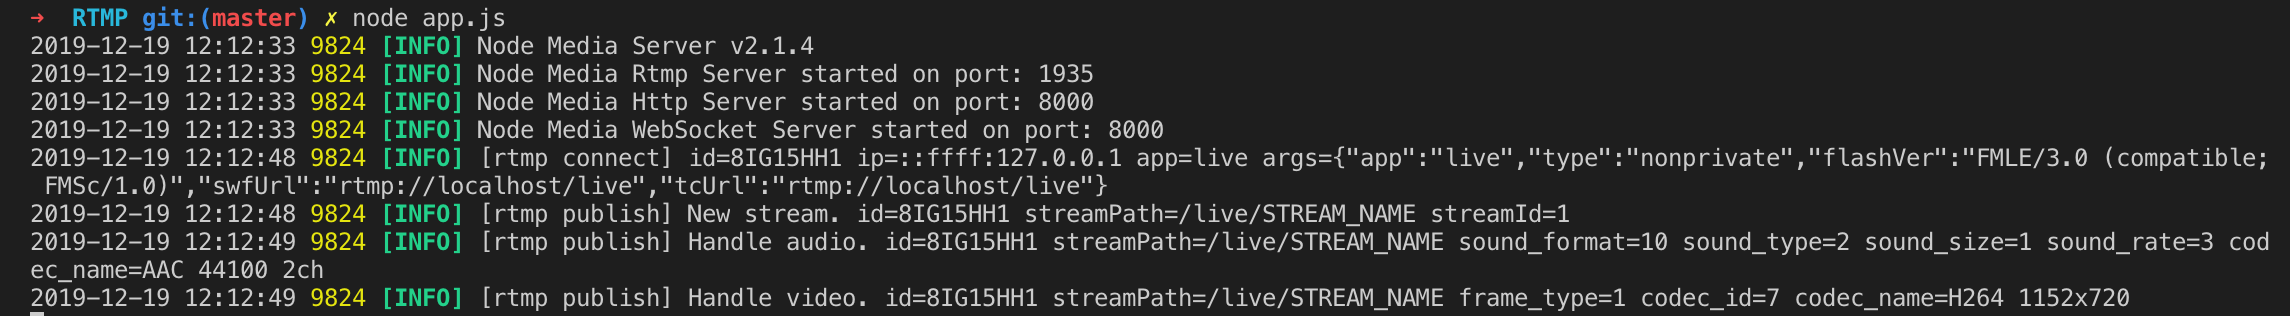 → RTMP git:(master) ✗ node app.js
2019-12-19 12:12:33 9824 [INFO] Node Media Server v2.1.4
2019-12-19 12:12:33 9824 [INFO] Node Media Rtmp Server started on port: 1935
2019-12-19 12:12:33 9824 [INFO] Node Media Http Server started on port: 8000
2019-12-19 12:12:33 9824 [INFO] Node Media WebSocket Server started on port: 8000
2019-12-19 12:12:48 9824 [INFO] [rtmp connect] id=8IG15HH1 ip=::ffff:127.0.0.1 app=live args={"app":"live","type":"nonprivate","flashVer":"FMLE/3.0 (compatible;
FMSc/1.0)","swfUrl":"rtmp://localhost/live","tcUrl":"rtmp://localhost/live"}
2019-12-19 12:12:48 9824 [INFO] [rtmp publish] New stream. id=8IG15HH1 streamPath=/live/STREAM_NAME streamId=1
2019-12-19 12:12:49 9824 [INFO] [rtmp publish] Handle audio. id=8IG15HH1 streamPath=/live/STREAM_NAME sound_format=10 sound_type=2 sound_size=1 sound_rate=3 cod
ec_name=AAC 44100 2ch
2019-12-19 12:12:49 9824 [INFO] [rtmp publish] Handle video. id=8IG15HH1 streamPath=/live/STREAM_NAME frame_type=1 codec_id=7 codec_name=H264 1152x720